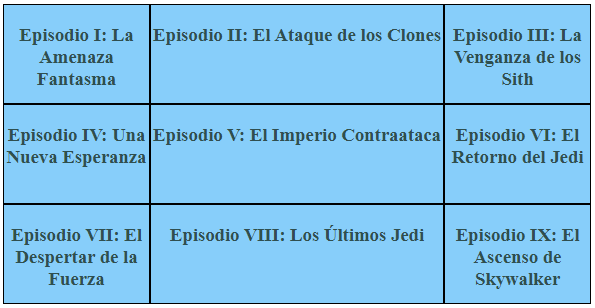 Episodio I: La
Amenaza
Fantasma
Episodio II: El Ataque de los Clones
Episodio III: La
Venganza de los
Sith
Episodio IV: Una
Nueva Esperanza
Episodio V: El Imperio Contraataca
Episodio VI: El
Retorno del Jedi
Episodio VII: El
Despertar de la
Fuerza
Episodio VIII: Los Últimos Jedi
Episodio IX: El
Ascenso de
Skywalker